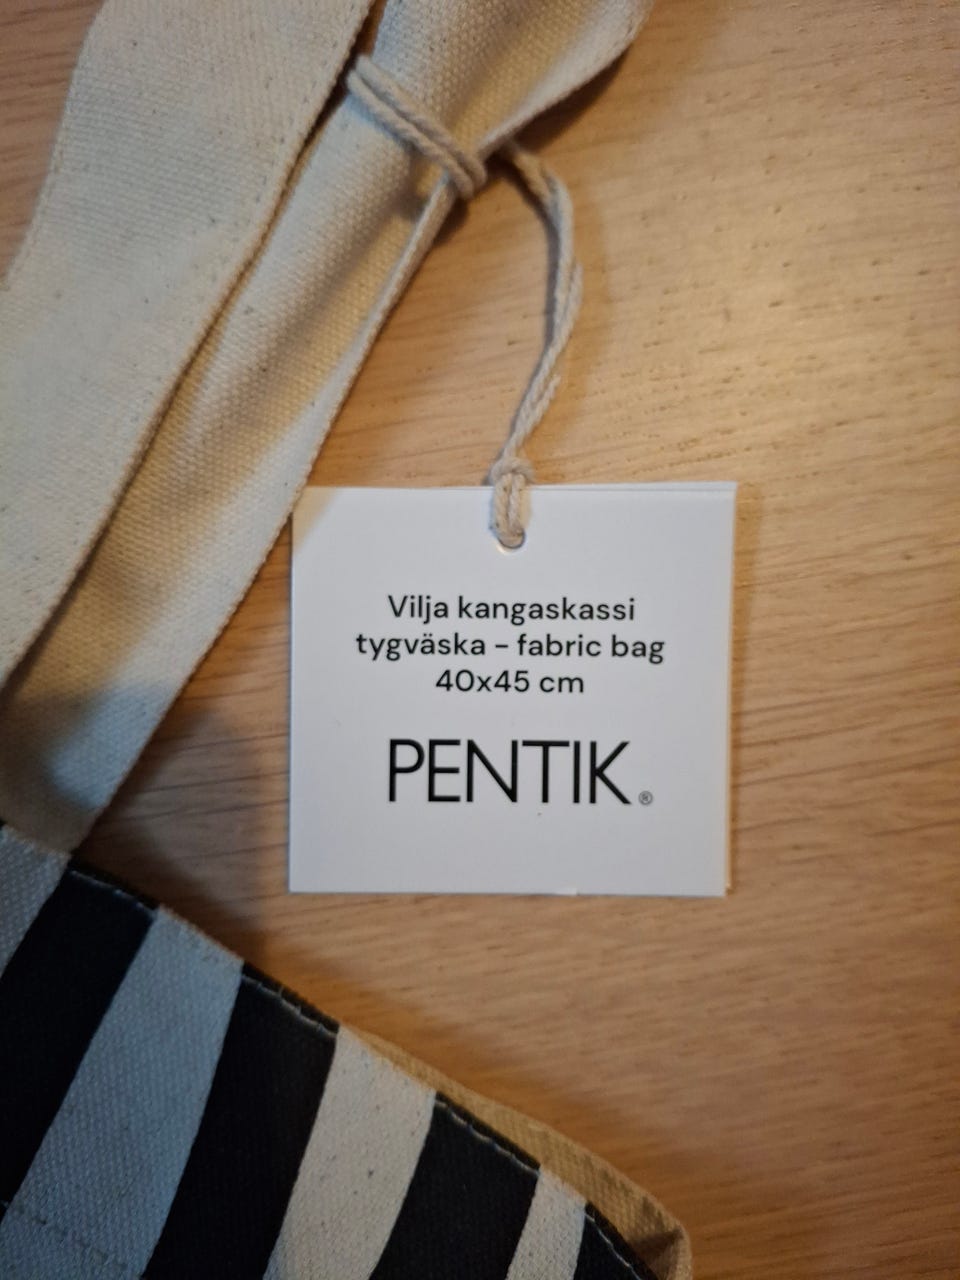 Vilja kangaskassi
tygväska – fabric bag
40x45 cm
PENTIK®